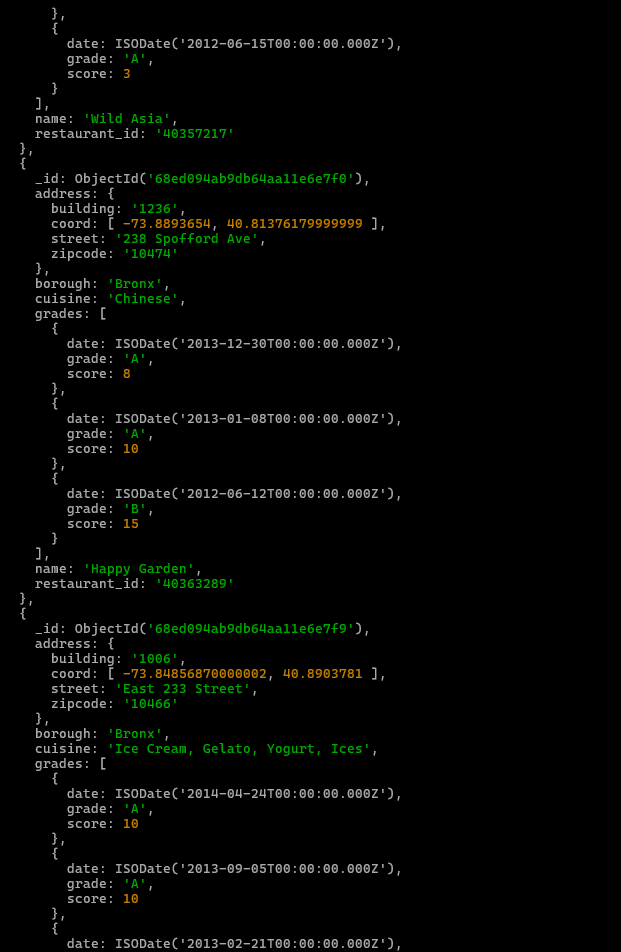 },
    {
      date: ISODate('2012-06-15T00:00:00.000Z'),
      grade: 'A',
      score: 3
    }
  ],
  name: 'Wild Asia',
  restaurant_id: '40357217'
},
{
  _id: ObjectId('68ed094ab9db64aa11e6e7f0'),
  address: {
    building: '1236',
    coord: [ -73.8893654, 40.81376179999999 ],
    street: '238 Spofford Ave',
    zipcode: '10474'
  },
  borough: 'Bronx',
  cuisine: 'Chinese',
  grades: [
    {
      date: ISODate('2013-12-30T00:00:00.000Z'),
      grade: 'A',
      score: 8
    },
    {
      date: ISODate('2013-01-08T00:00:00.000Z'),
      grade: 'A',
      score: 10
    },
    {
      date: ISODate('2012-06-12T00:00:00.000Z'),
      grade: 'B',
      score: 15
    }
  ],
  name: 'Happy Garden',
  restaurant_id: '40363289'
},
{
  _id: ObjectId('68ed094ab9db64aa11e6e7f9'),
  address: {
    building: '1006',
    coord: [ -73.84856870000002, 40.8903781 ],
    street: 'East 233 Street',
    zipcode: '10466'
  },
  borough: 'Bronx',
  cuisine: 'Ice Cream, Gelato, Yogurt, Ices',
  grades: [
    {
      date: ISODate('2014-04-24T00:00:00.000Z'),
      grade: 'A',
      score: 10
    },
    {
      date: ISODate('2013-09-05T00:00:00.000Z'),
      grade: 'A',
      score: 10
    },
    {
      date: ISODate('2013-02-21T00:00:00.000Z'),